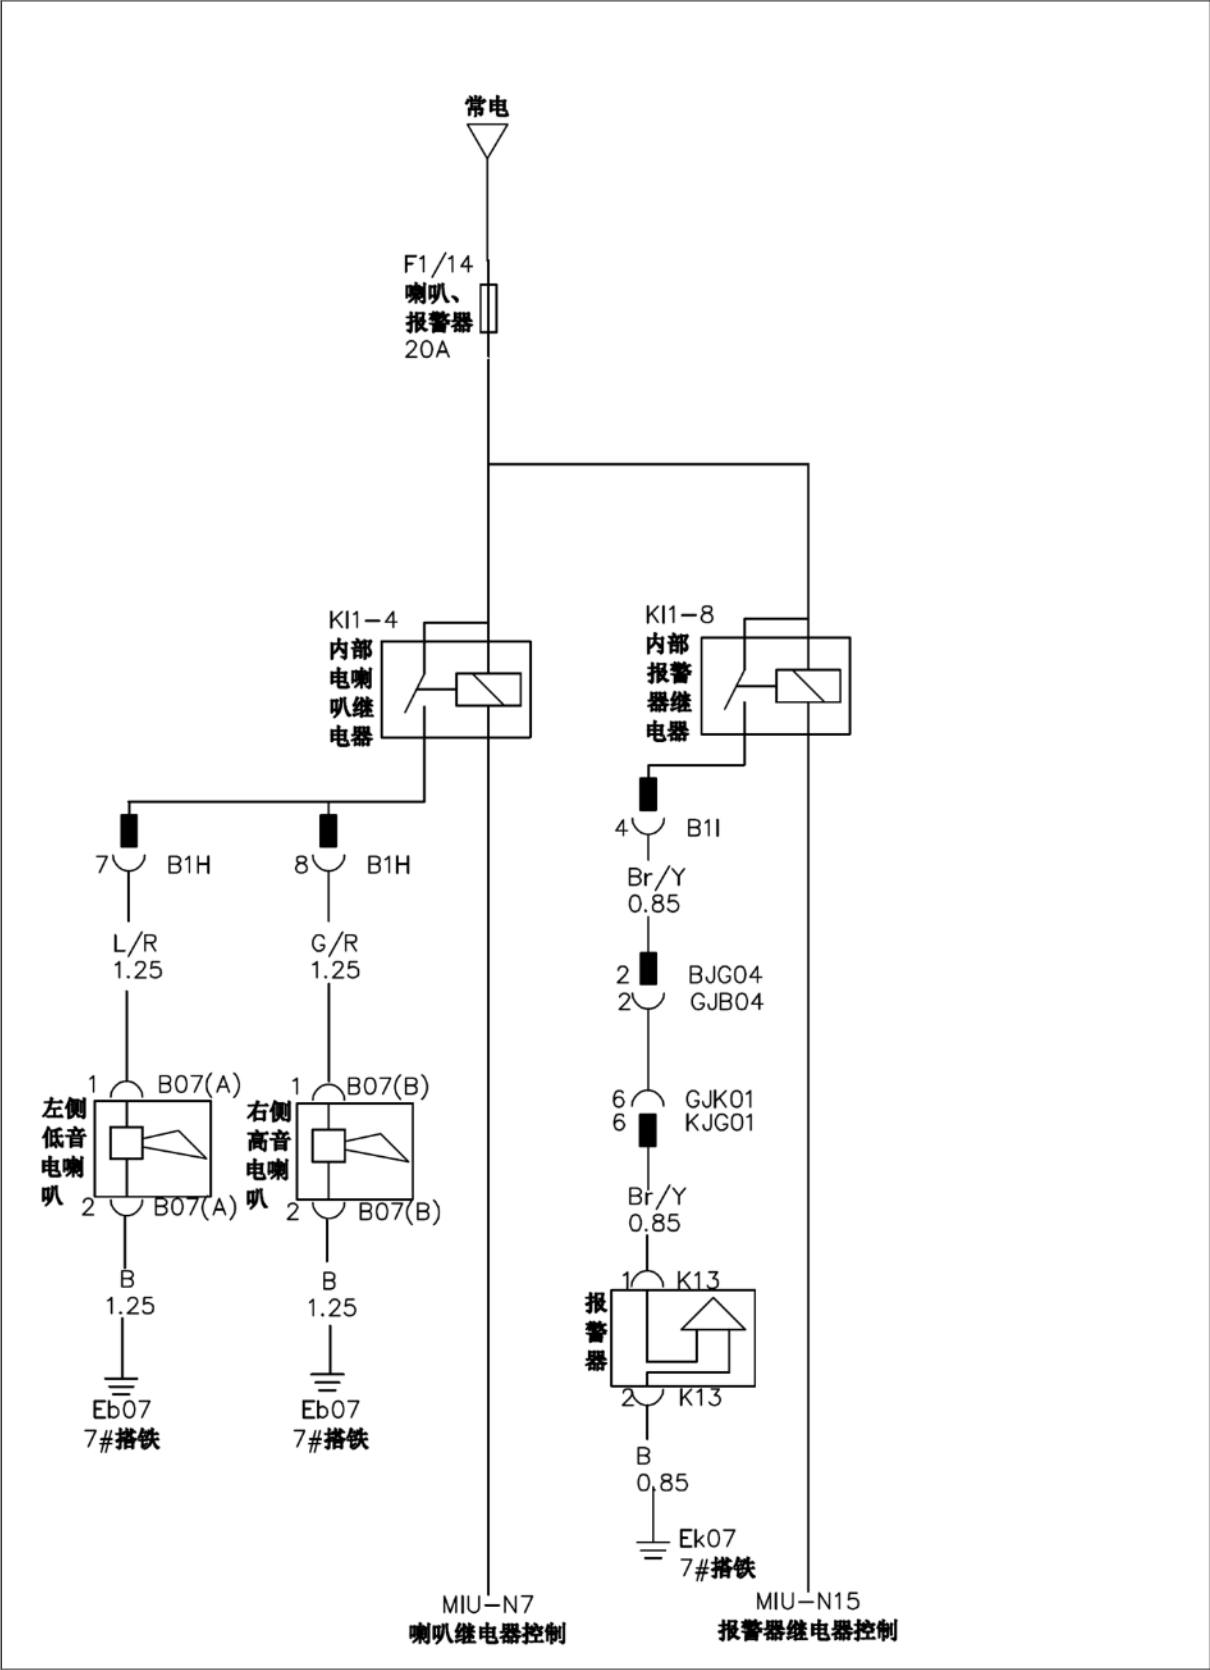 常电
F1/14
喇叭、
报警器
20A
KI1-4
内部
电喇
叭继
电器
KI1-8
内部
报警
器继
电器
7
B1H
8
B1H
4
B1I
L/R
1.25
G/R
1.25
Br/Y
0.85
2
BJG04
2
GJB04
6
GJK01
6
KJG01
1
B07(A)
左侧
低音
电喇
叭
2
B07(A)
1
B07(B)
右侧
高音
电喇
叭
2
B07(B)
Br/Y
0.85
1
K13
报
警
器
2
K13
B
1.25
B
1.25
Eb07
7#搭铁
Eb07
7#搭铁
B
0.85
Ek07
7#搭铁
MIU-N7
喇叭继电器控制
MIU-N15
报警器继电器控制